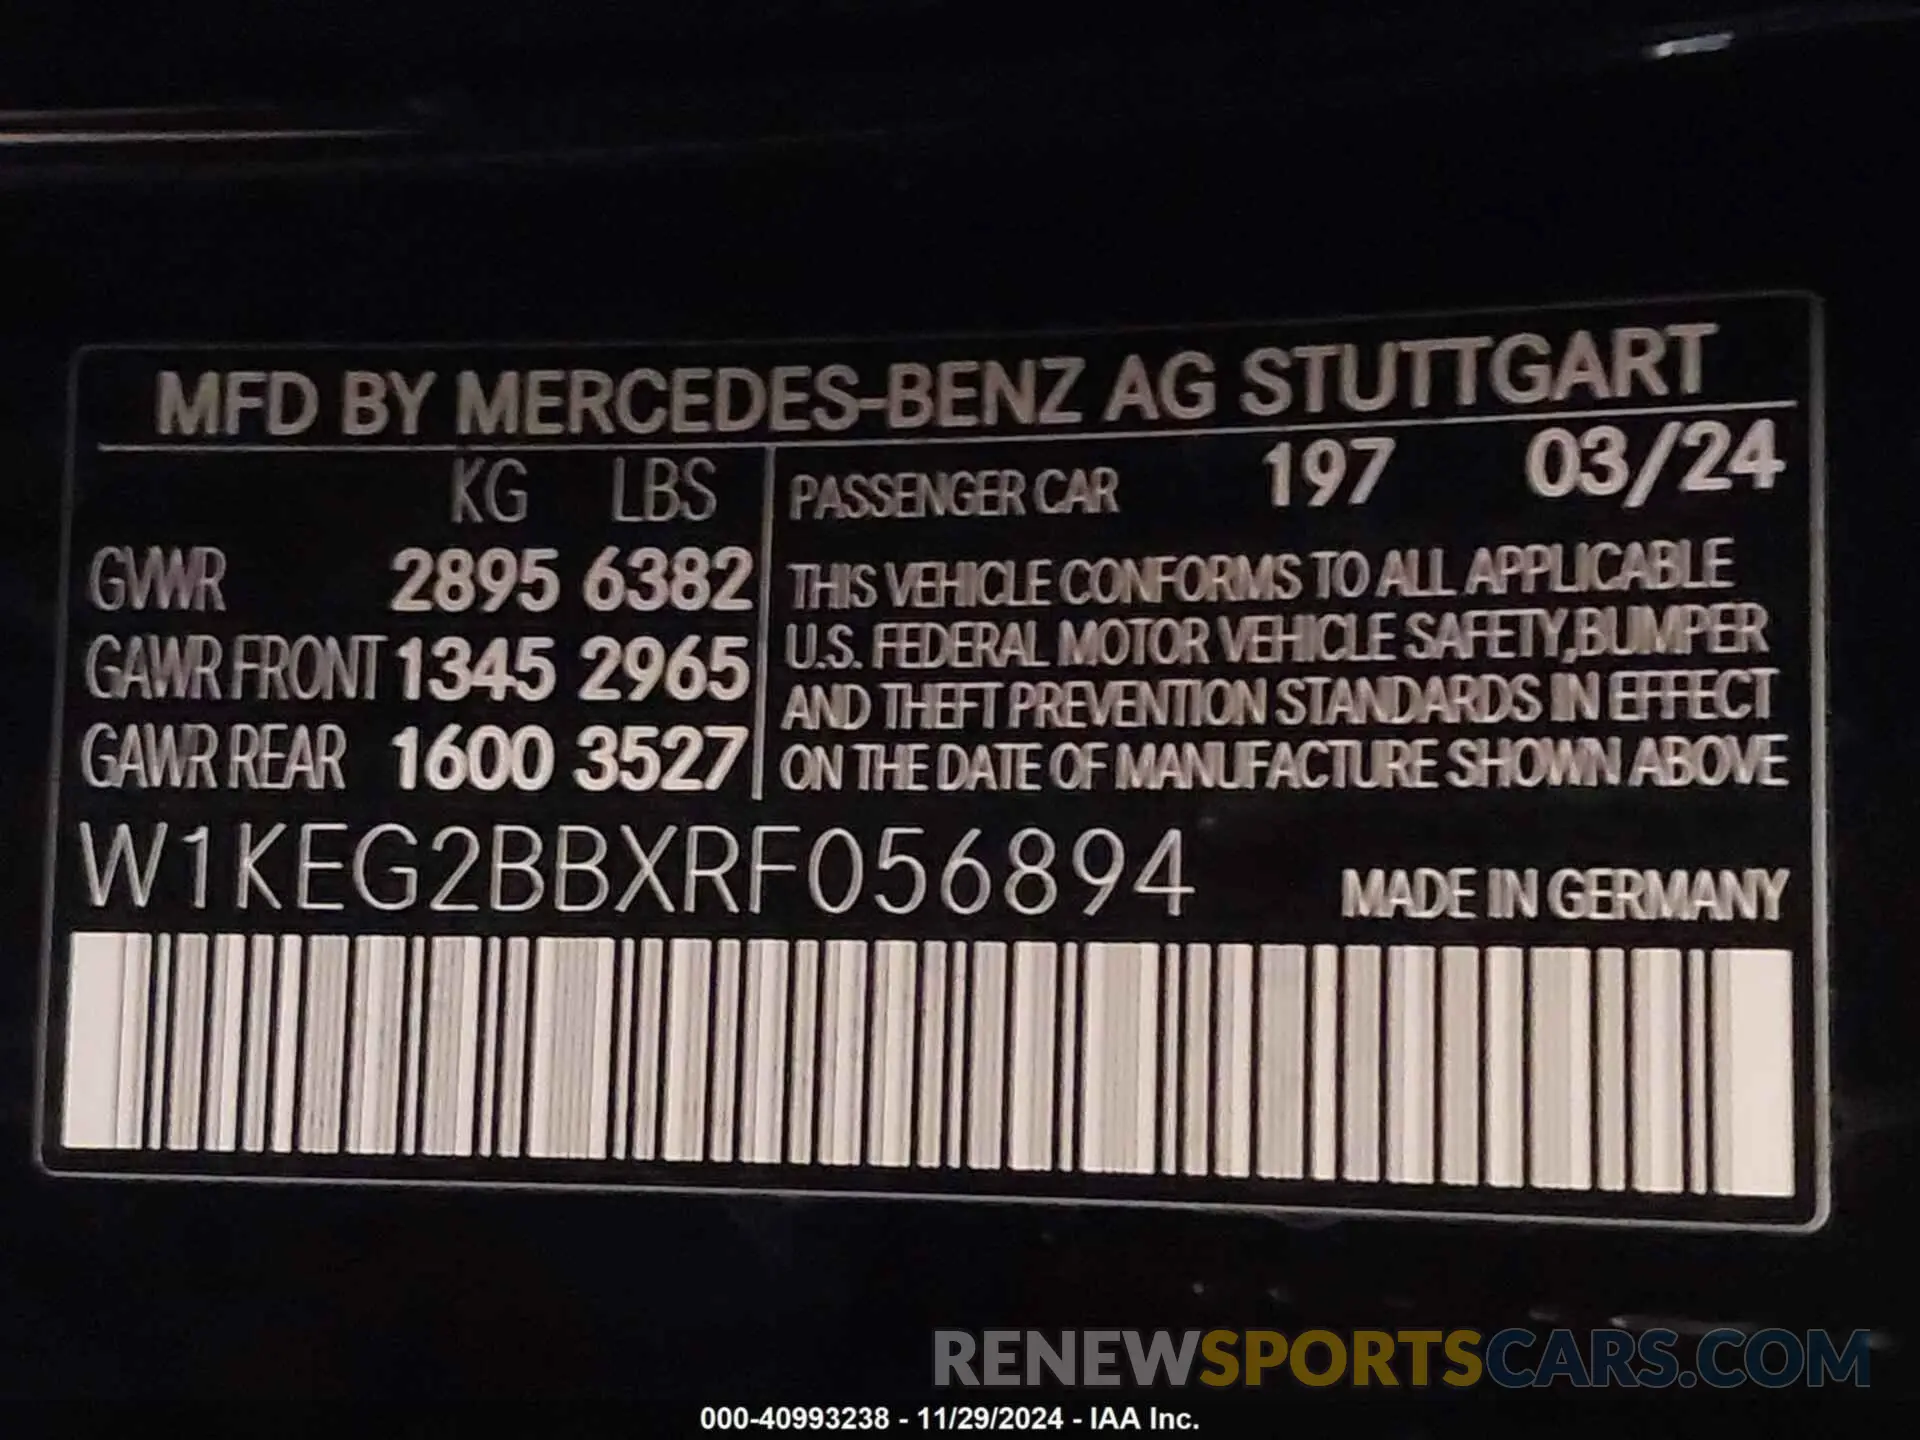 MFD BY MERCEDES-BENZ AG STUTTGART
KG LBS
GVWR 2895 6382
GAWR FRONT 1345 2965
GAWR REAR 1600 3527
PASSENGER CAR 197 03/24
THIS VEHICLE CONFORMS TO ALL APPLICABLE
U.S. FEDERAL MOTOR VEHICLE SAFETY,BUMPER
AND THEFT PREVENTION STANDARDS IN EFFECT
ON THE DATE OF MANUFACTURE SHOWN ABOVE
W1KEG2BBXRF056894
MADE IN GERMANY
RENEWSPORTSCARS.COM
000-40993238 - 11/29/2024 - IAA Inc.